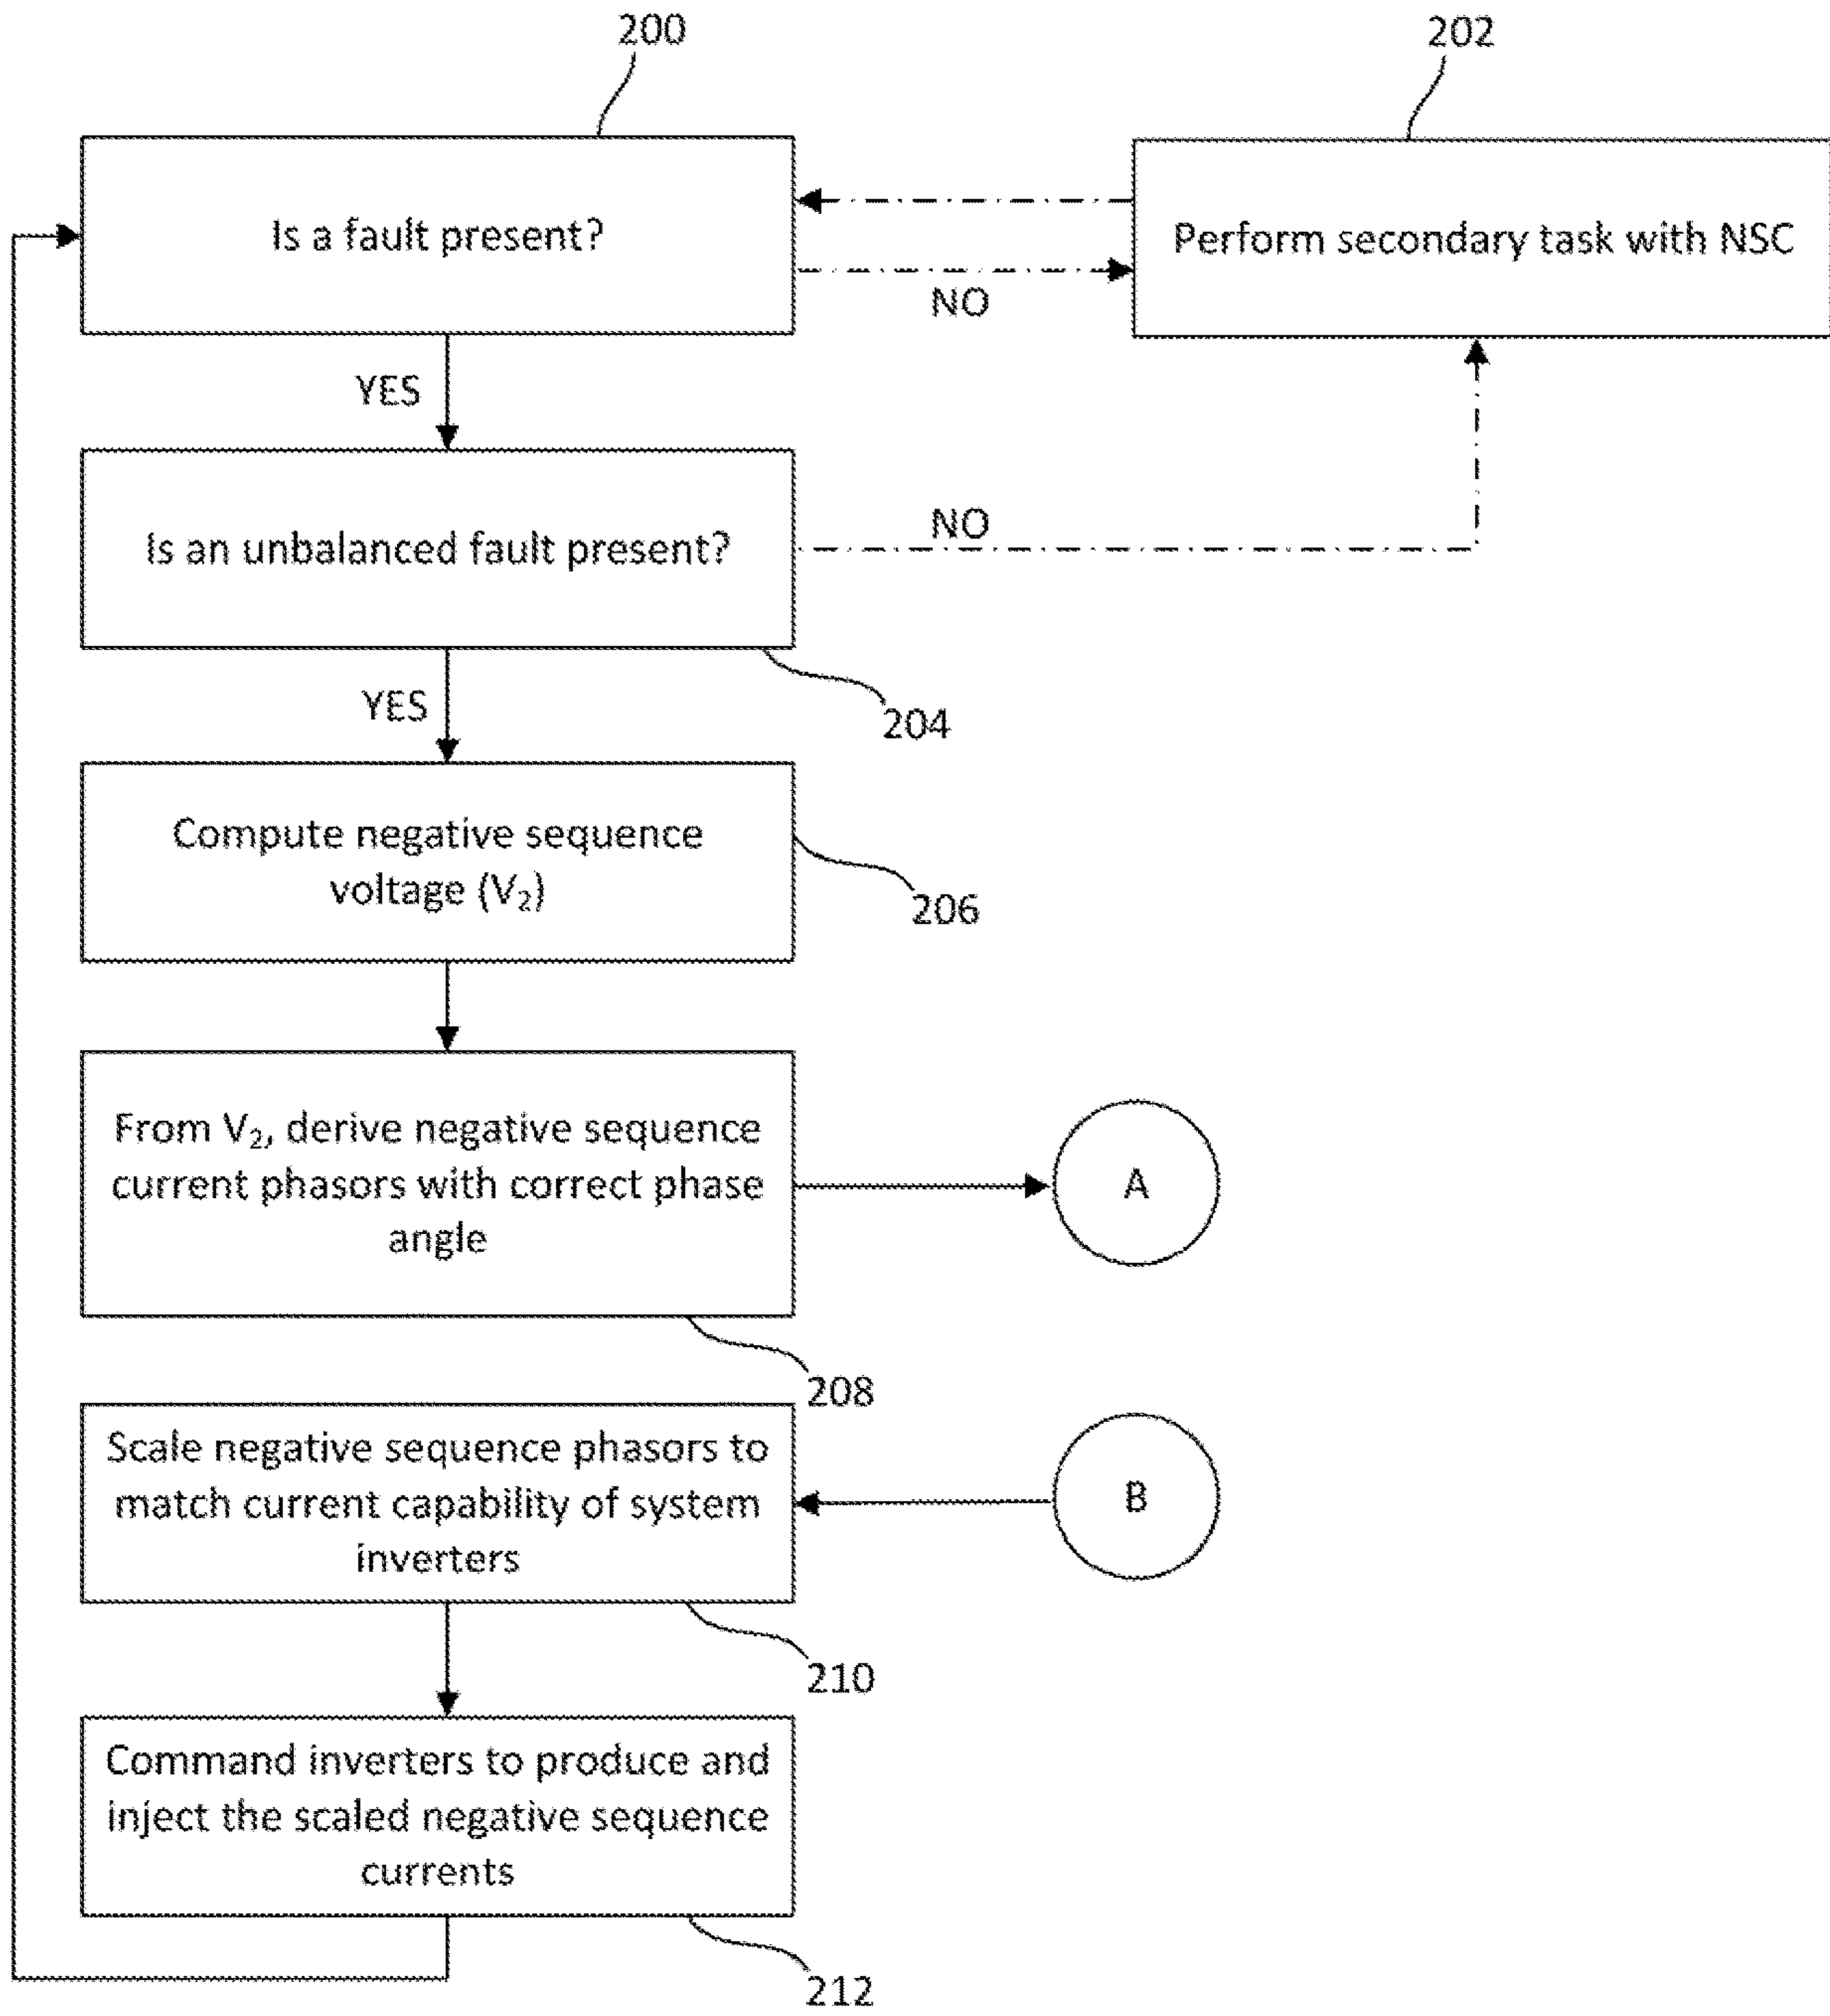 200
202
Is a fault present?
Perform secondary task with NSC
NO
YES
Is an unbalanced fault present?
NO
204
YES
Compute negative sequence
voltage (V₂)
206
From V₂, derive negative sequence
current phasors with correct phase
angle
A
208
Scale negative sequence phasors to
match current capability of system
inverters
B
210
Command inverters to produce and
inject the scaled negative sequence
currents
212